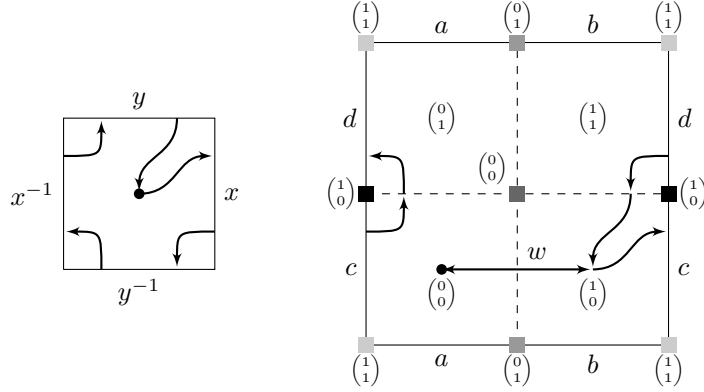 y
x⁻¹
x
y⁻¹
(1 1)
(0 1)
(1 1)
a
b
d
(0 1)
(1 1)
d
(1 0)
(0 0)
(1 0)
c
w
c
(0 0)
(1 0)
a
b
(1 1)
(0 1)
(1 1)